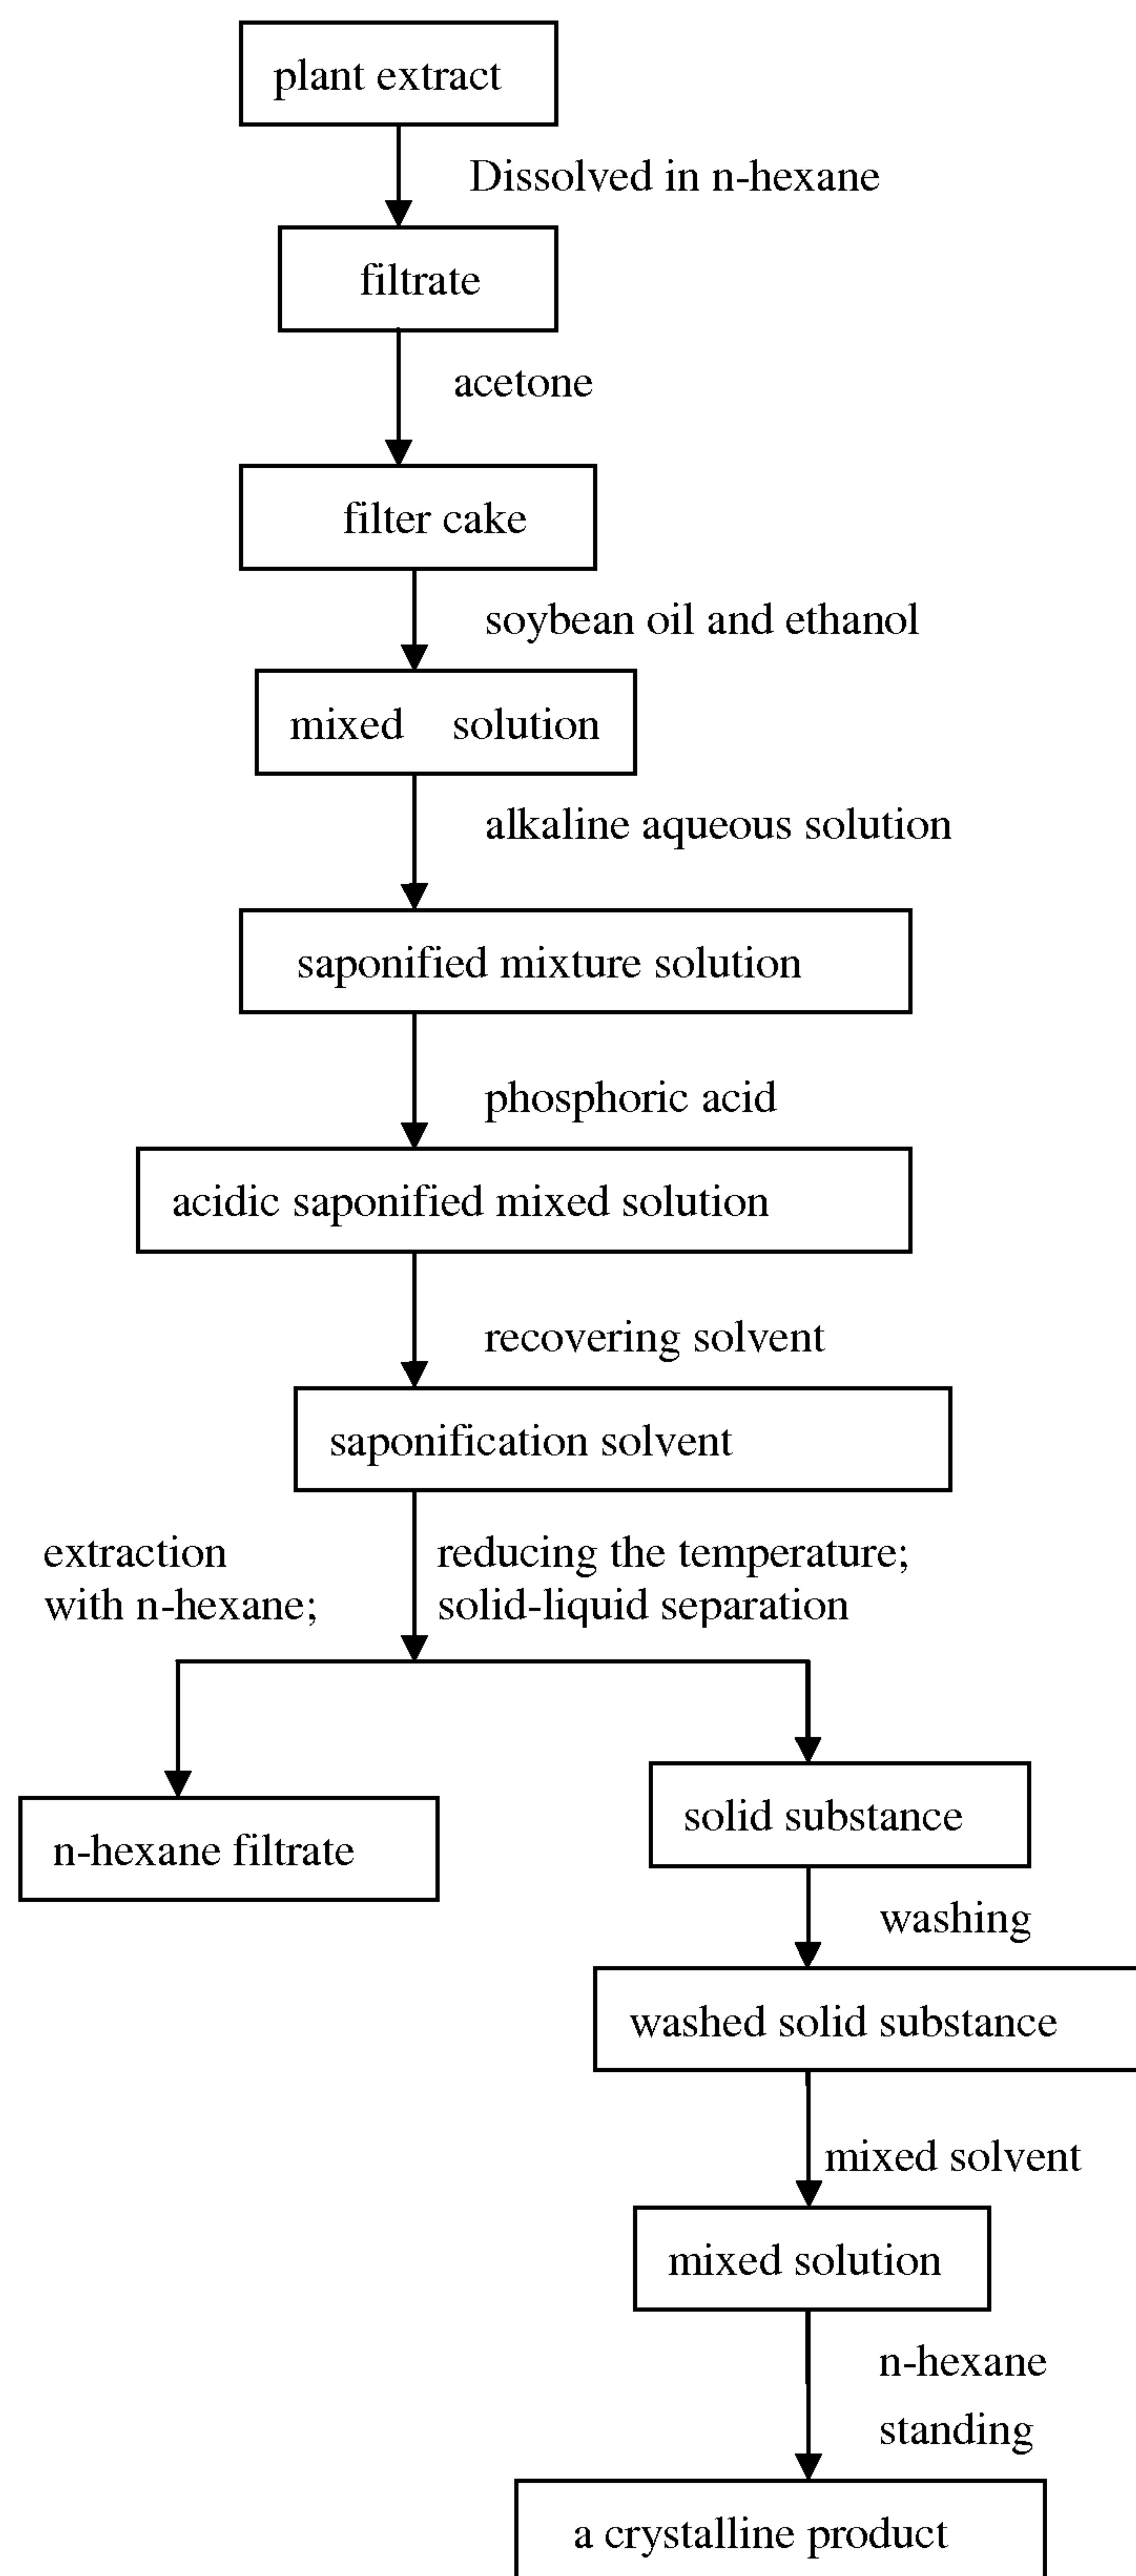 plant extract
Dissolved in n-hexane
filtrate
acetone
filter cake
soybean oil and ethanol
mixed solution
alkaline aqueous solution
saponified mixture solution
phosphoric acid
acidic saponified mixed solution
recovering solvent
saponification solvent
extraction
with n-hexane;
reducing the temperature;
solid-liquid separation
n-hexane filtrate
solid substance
washing
washed solid substance
mixed solvent
mixed solution
n-hexane
standing
a crystalline product